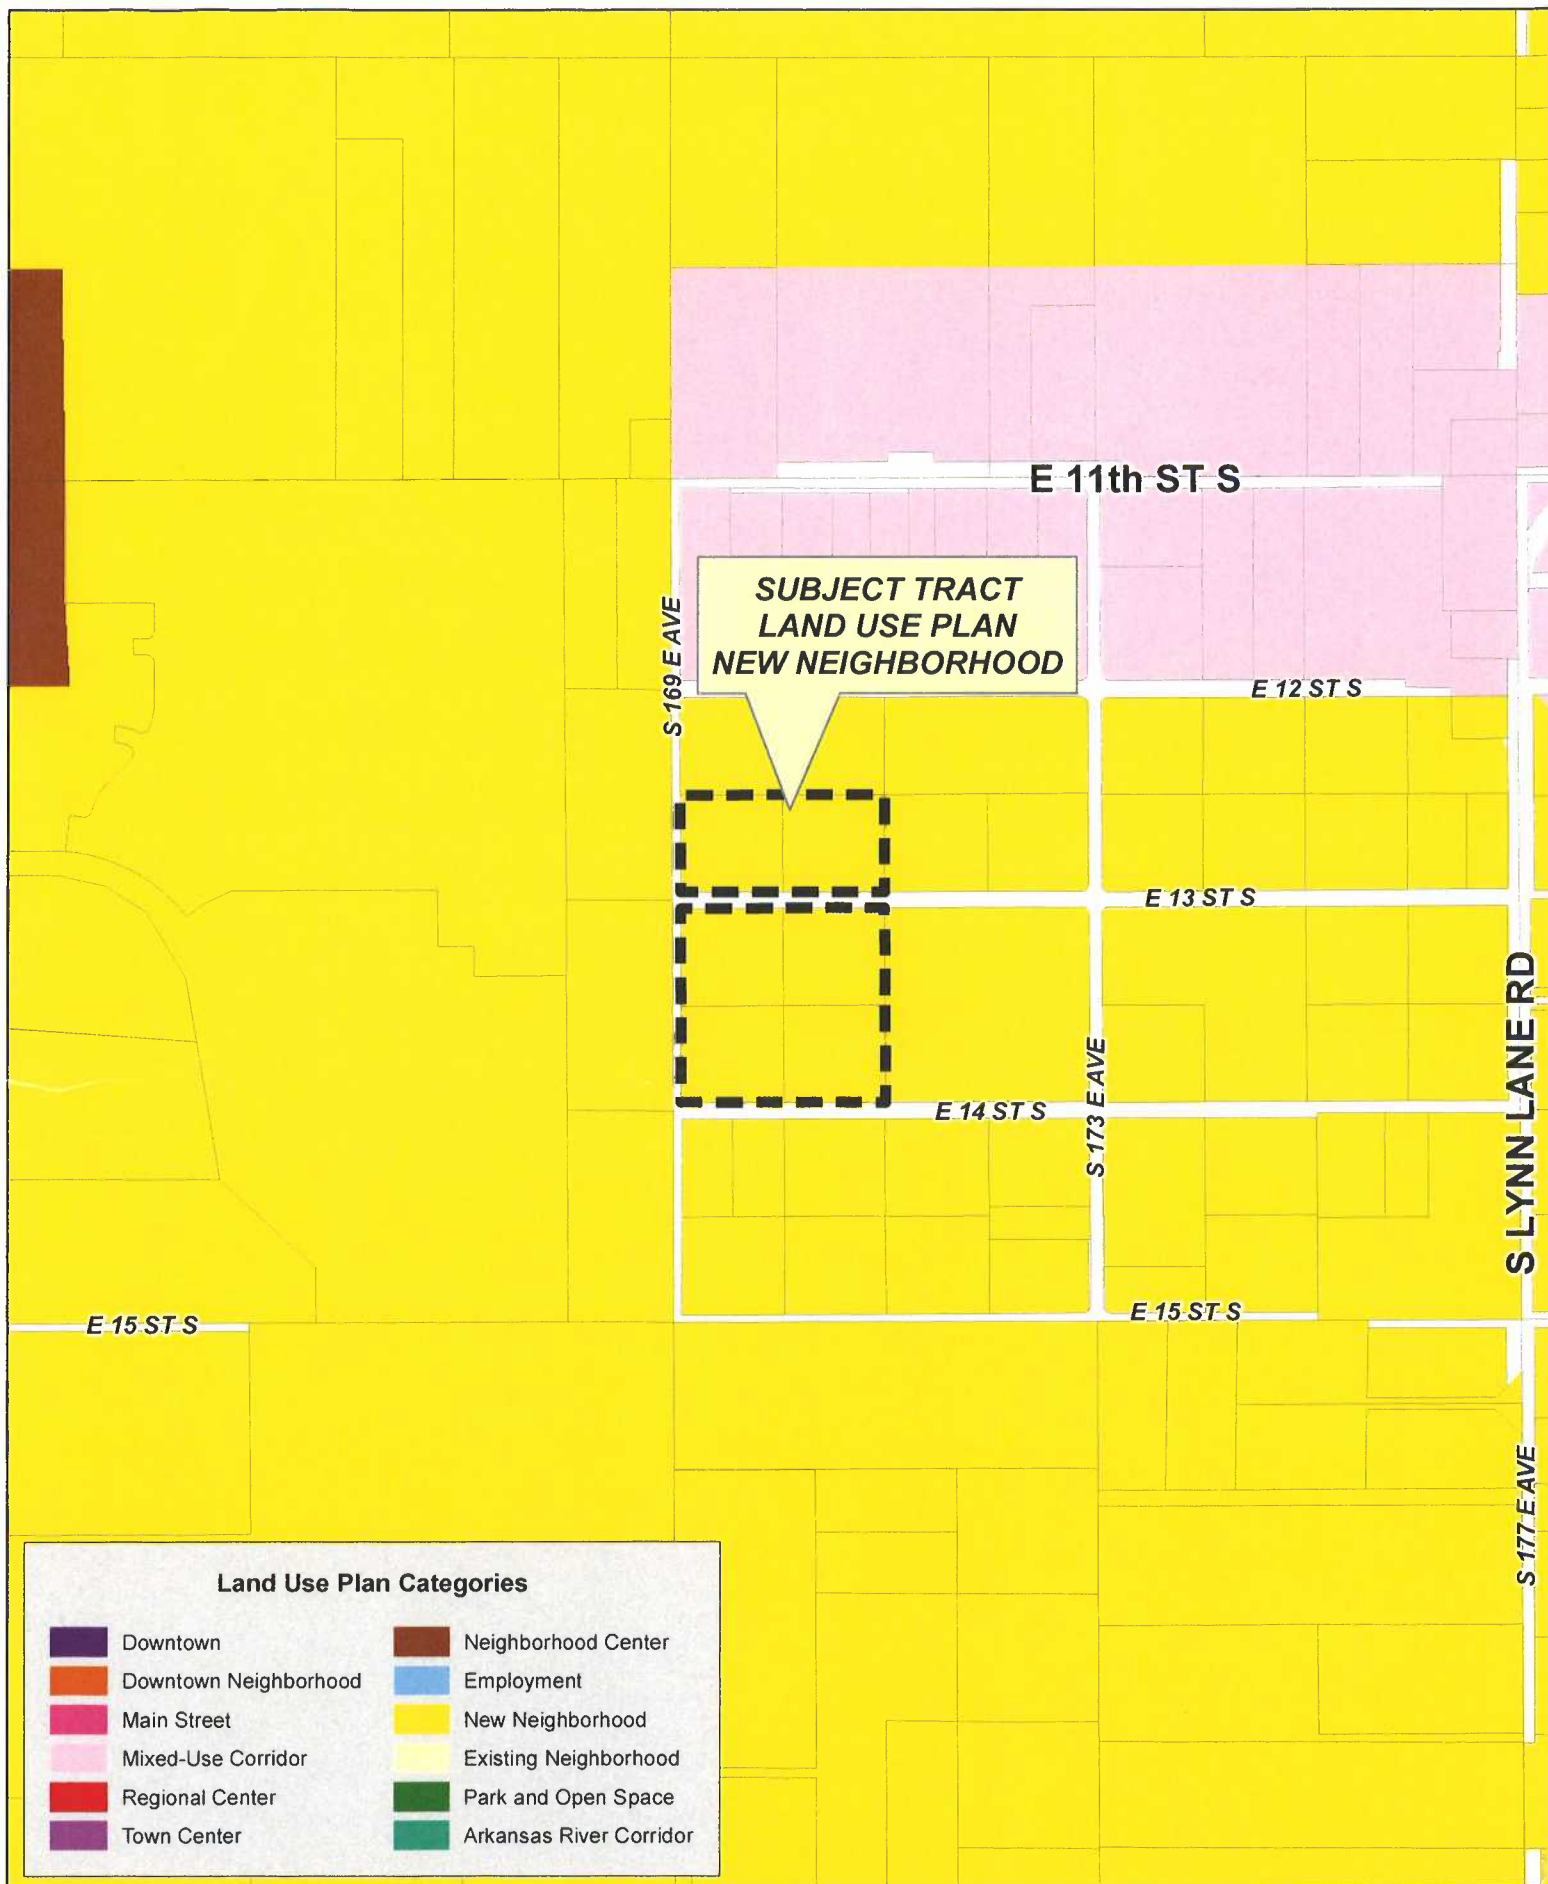 E 11th ST S
SUBJECT TRACT
LAND USE PLAN
NEW NEIGHBORHOOD
S 169 E AVE
E 12 ST S
E 13 ST S
S LYNN LANE RD
S 173 E AVE
E 14 ST S
E 15 ST S
E 15 ST S
S 177 E AVE
Land Use Plan Categories
Downtown
Downtown Neighborhood
Main Street
Mixed-Use Corridor
Regional Center
Town Center
Neighborhood Center
Employment
New Neighborhood
Existing Neighborhood
Park and Open Space
Arkansas River Corridor